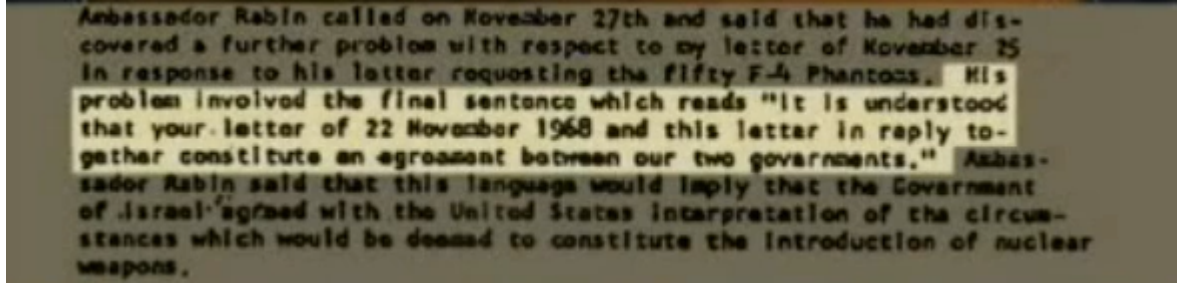 Ambassador Rabin called on November 27th and said that he had dis-
covered a further problem with respect to my letter of November 25
in response to his letter requesting the fifty F-4 Phantoms. His
problem involved the final sentence which reads "It is understood
that your letter of 22 November 1968 and this letter in reply to-
gether constitute an agreement between our two governments." Ambas-
sador Rabin said that this language would imply that the Government
of Israel agreed with the United States interpretation of the circum-
stances which would be deemed to constitute the introduction of nuclear
weapons.